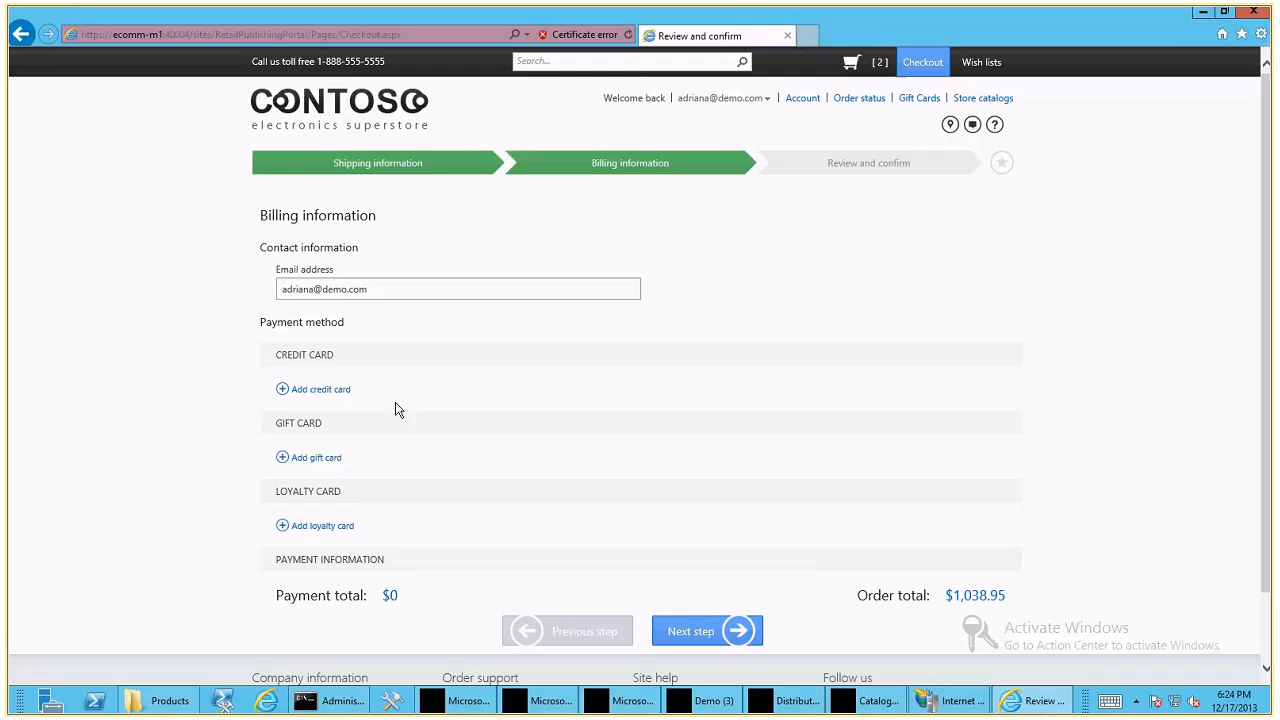 https://ecomm-m1:40004/sites/RetailPublishingPortal/Pages/Checkout.aspx
Certificate error
Review and confirm
Call us toll free 1-888-555-5555
Search...
[ 2 ]
Checkout
Wish lists
CONTOSO
electronics superstore
Welcome back
adriana@demo.com
Account
Order status
Gift Cards
Store catalogs
Shipping information
Billing information
Review and confirm
Billing information
Contact information
Email address
adriana@demo.com
Payment method
CREDIT CARD
Add credit card
GIFT CARD
Add gift card
LOYALTY CARD
Add loyalty card
PAYMENT INFORMATION
Payment total: $0
Order total: $1,038.95
Previous step
Next step
Activate Windows
Go to Action Center to activate Windows.
Company information
Order support
Site help
Follow us
Products
Adminis...
Microso...
Microso...
Microso...
Demo (3)
Distribut...
Catalog...
Internet ...
Review ...
6:24 PM
12/17/2013